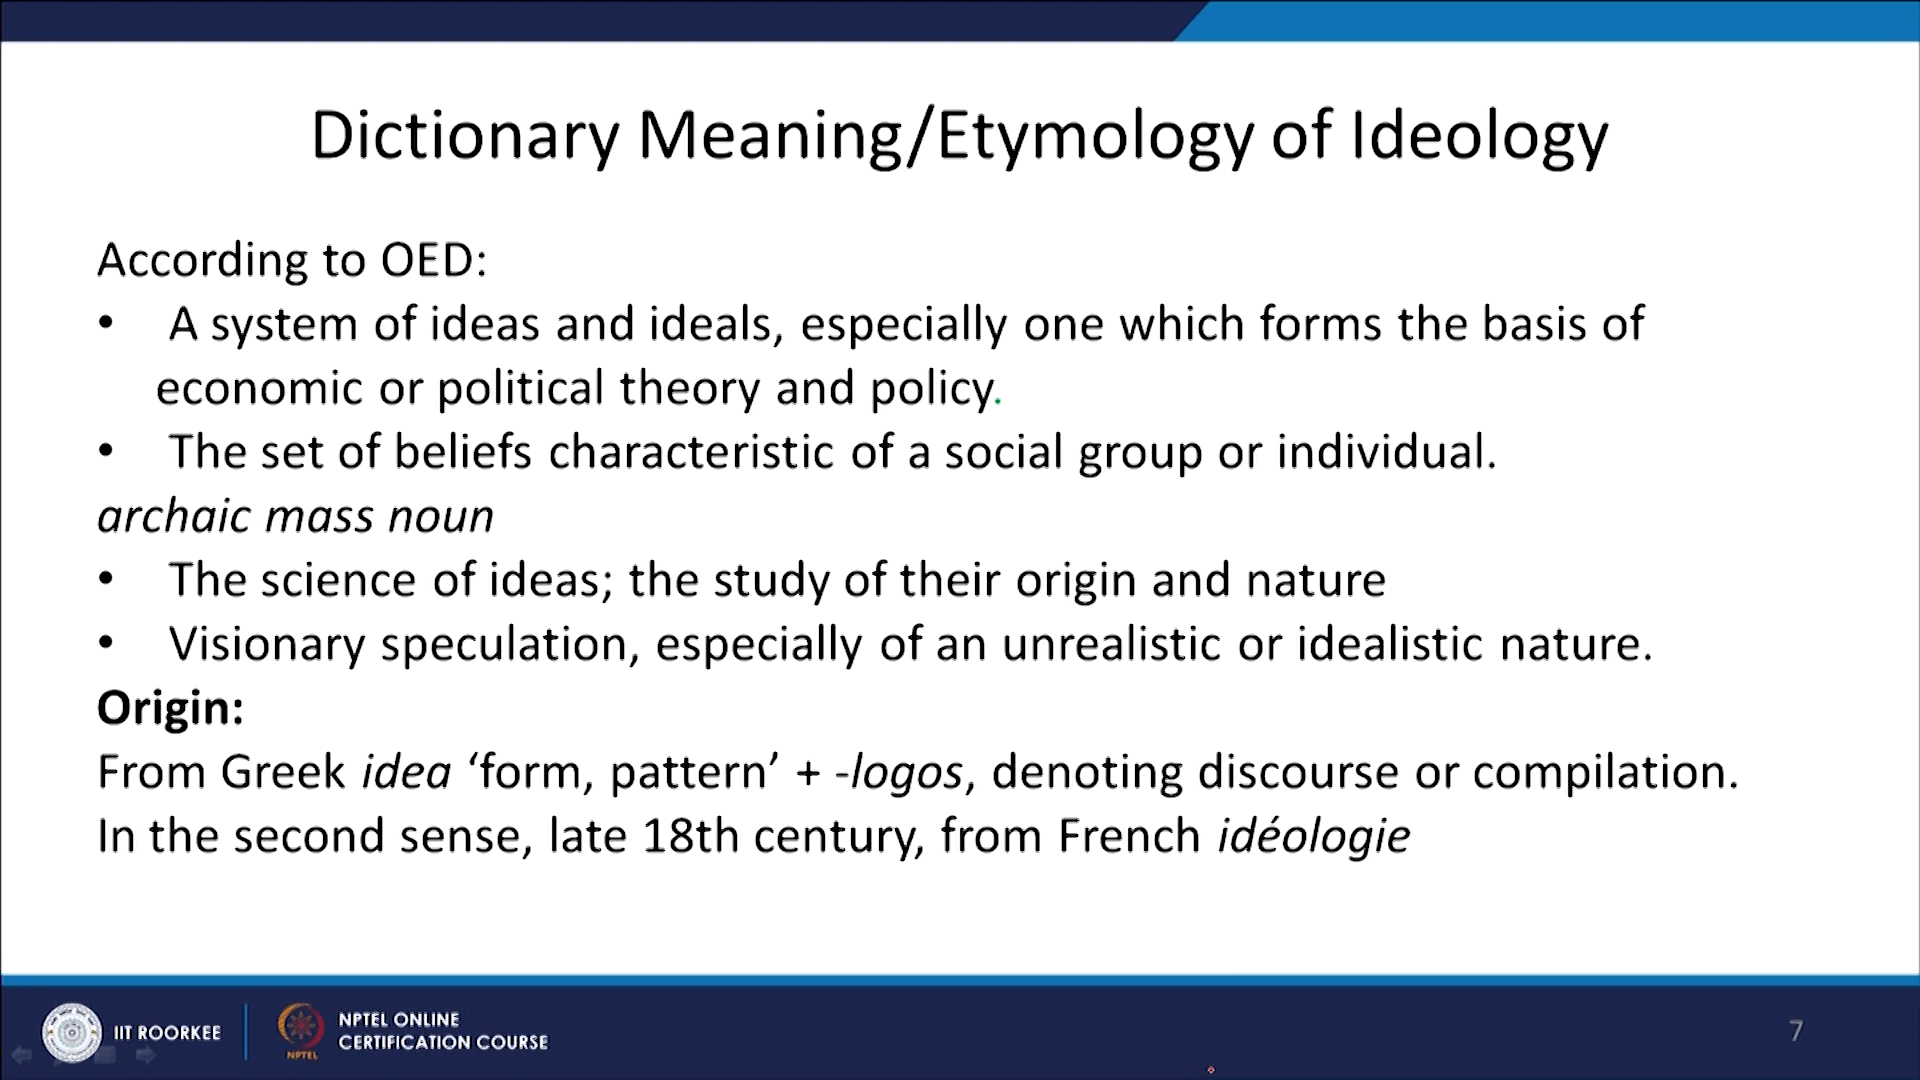 Dictionary Meaning/Etymology of Ideology
According to OED:
• A system of ideas and ideals, especially one which forms the basis of
economic or political theory and policy.
• The set of beliefs characteristic of a social group or individual.
archaic mass noun
• The science of ideas; the study of their origin and nature
• Visionary speculation, especially of an unrealistic or idealistic nature.
Origin:
From Greek idea ‘form, pattern’ + -logos, denoting discourse or compilation.
In the second sense, late 18th century, from French idéologie
IIT ROORKEE
NPTEL
NPTEL ONLINE
CERTIFICATION COURSE
7